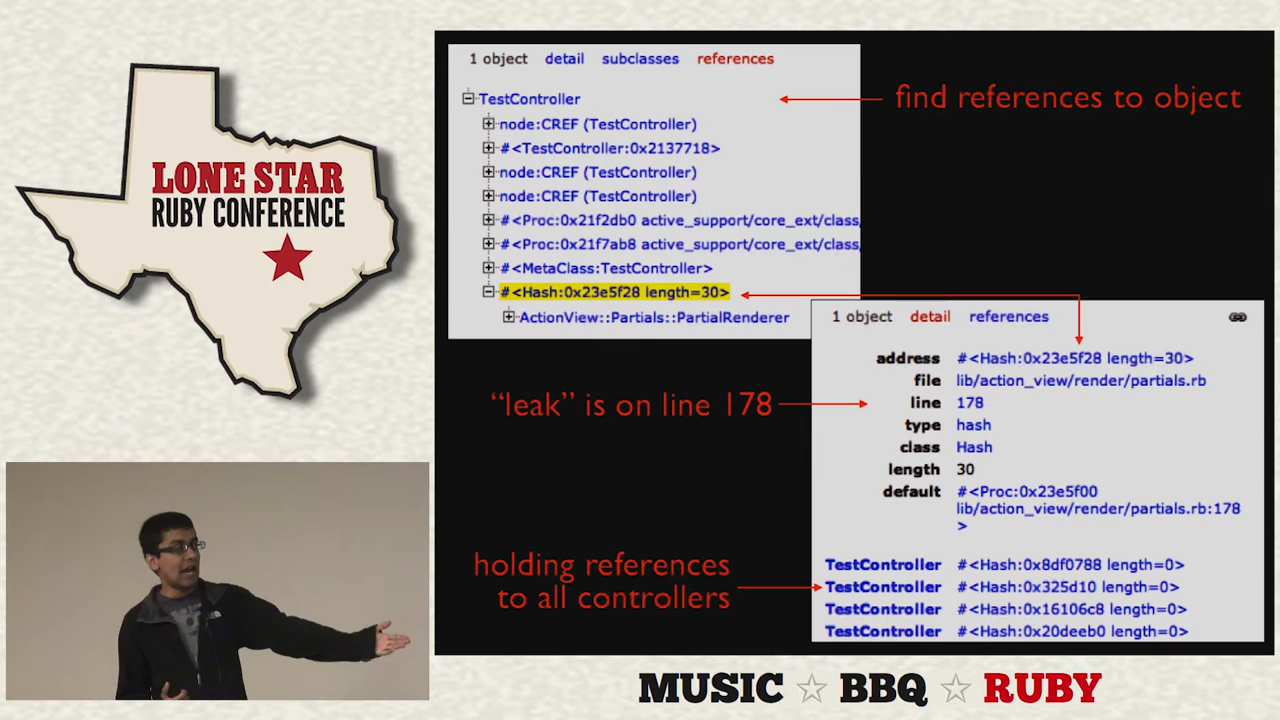 LONE STAR
RUBY CONFERENCE
1 object detail subclasses references
TestController
node:CREF (TestController)
#<TestController:0x2137718>
node:CREF (TestController)
node:CREF (TestController)
#<Proc:0x21f2db0 active_support/core_ext/class,
#<Proc:0x21f7ab8 active_support/core_ext/class,
#<MetaClass:TestController>
#<Hash:0x23e5f28 length=30>
ActionView::Partials::PartialRenderer
find references to object
1 object detail references
address #<Hash:0x23e5f28 length=30>
file lib/action_view/render/partials.rb
line 178
type hash
class Hash
length 30
default #<Proc:0x23e5f00
lib/action_view/render/partials.rb:178
>
TestController #<Hash:0x8df0788 length=0>
TestController #<Hash:0x325d10 length=0>
TestController #<Hash:0x16106c8 length=0>
TestController #<Hash:0x20deeb0 length=0>
“leak” is on line 178
holding references
to all controllers
MUSIC ☆ BBQ ☆ RUBY